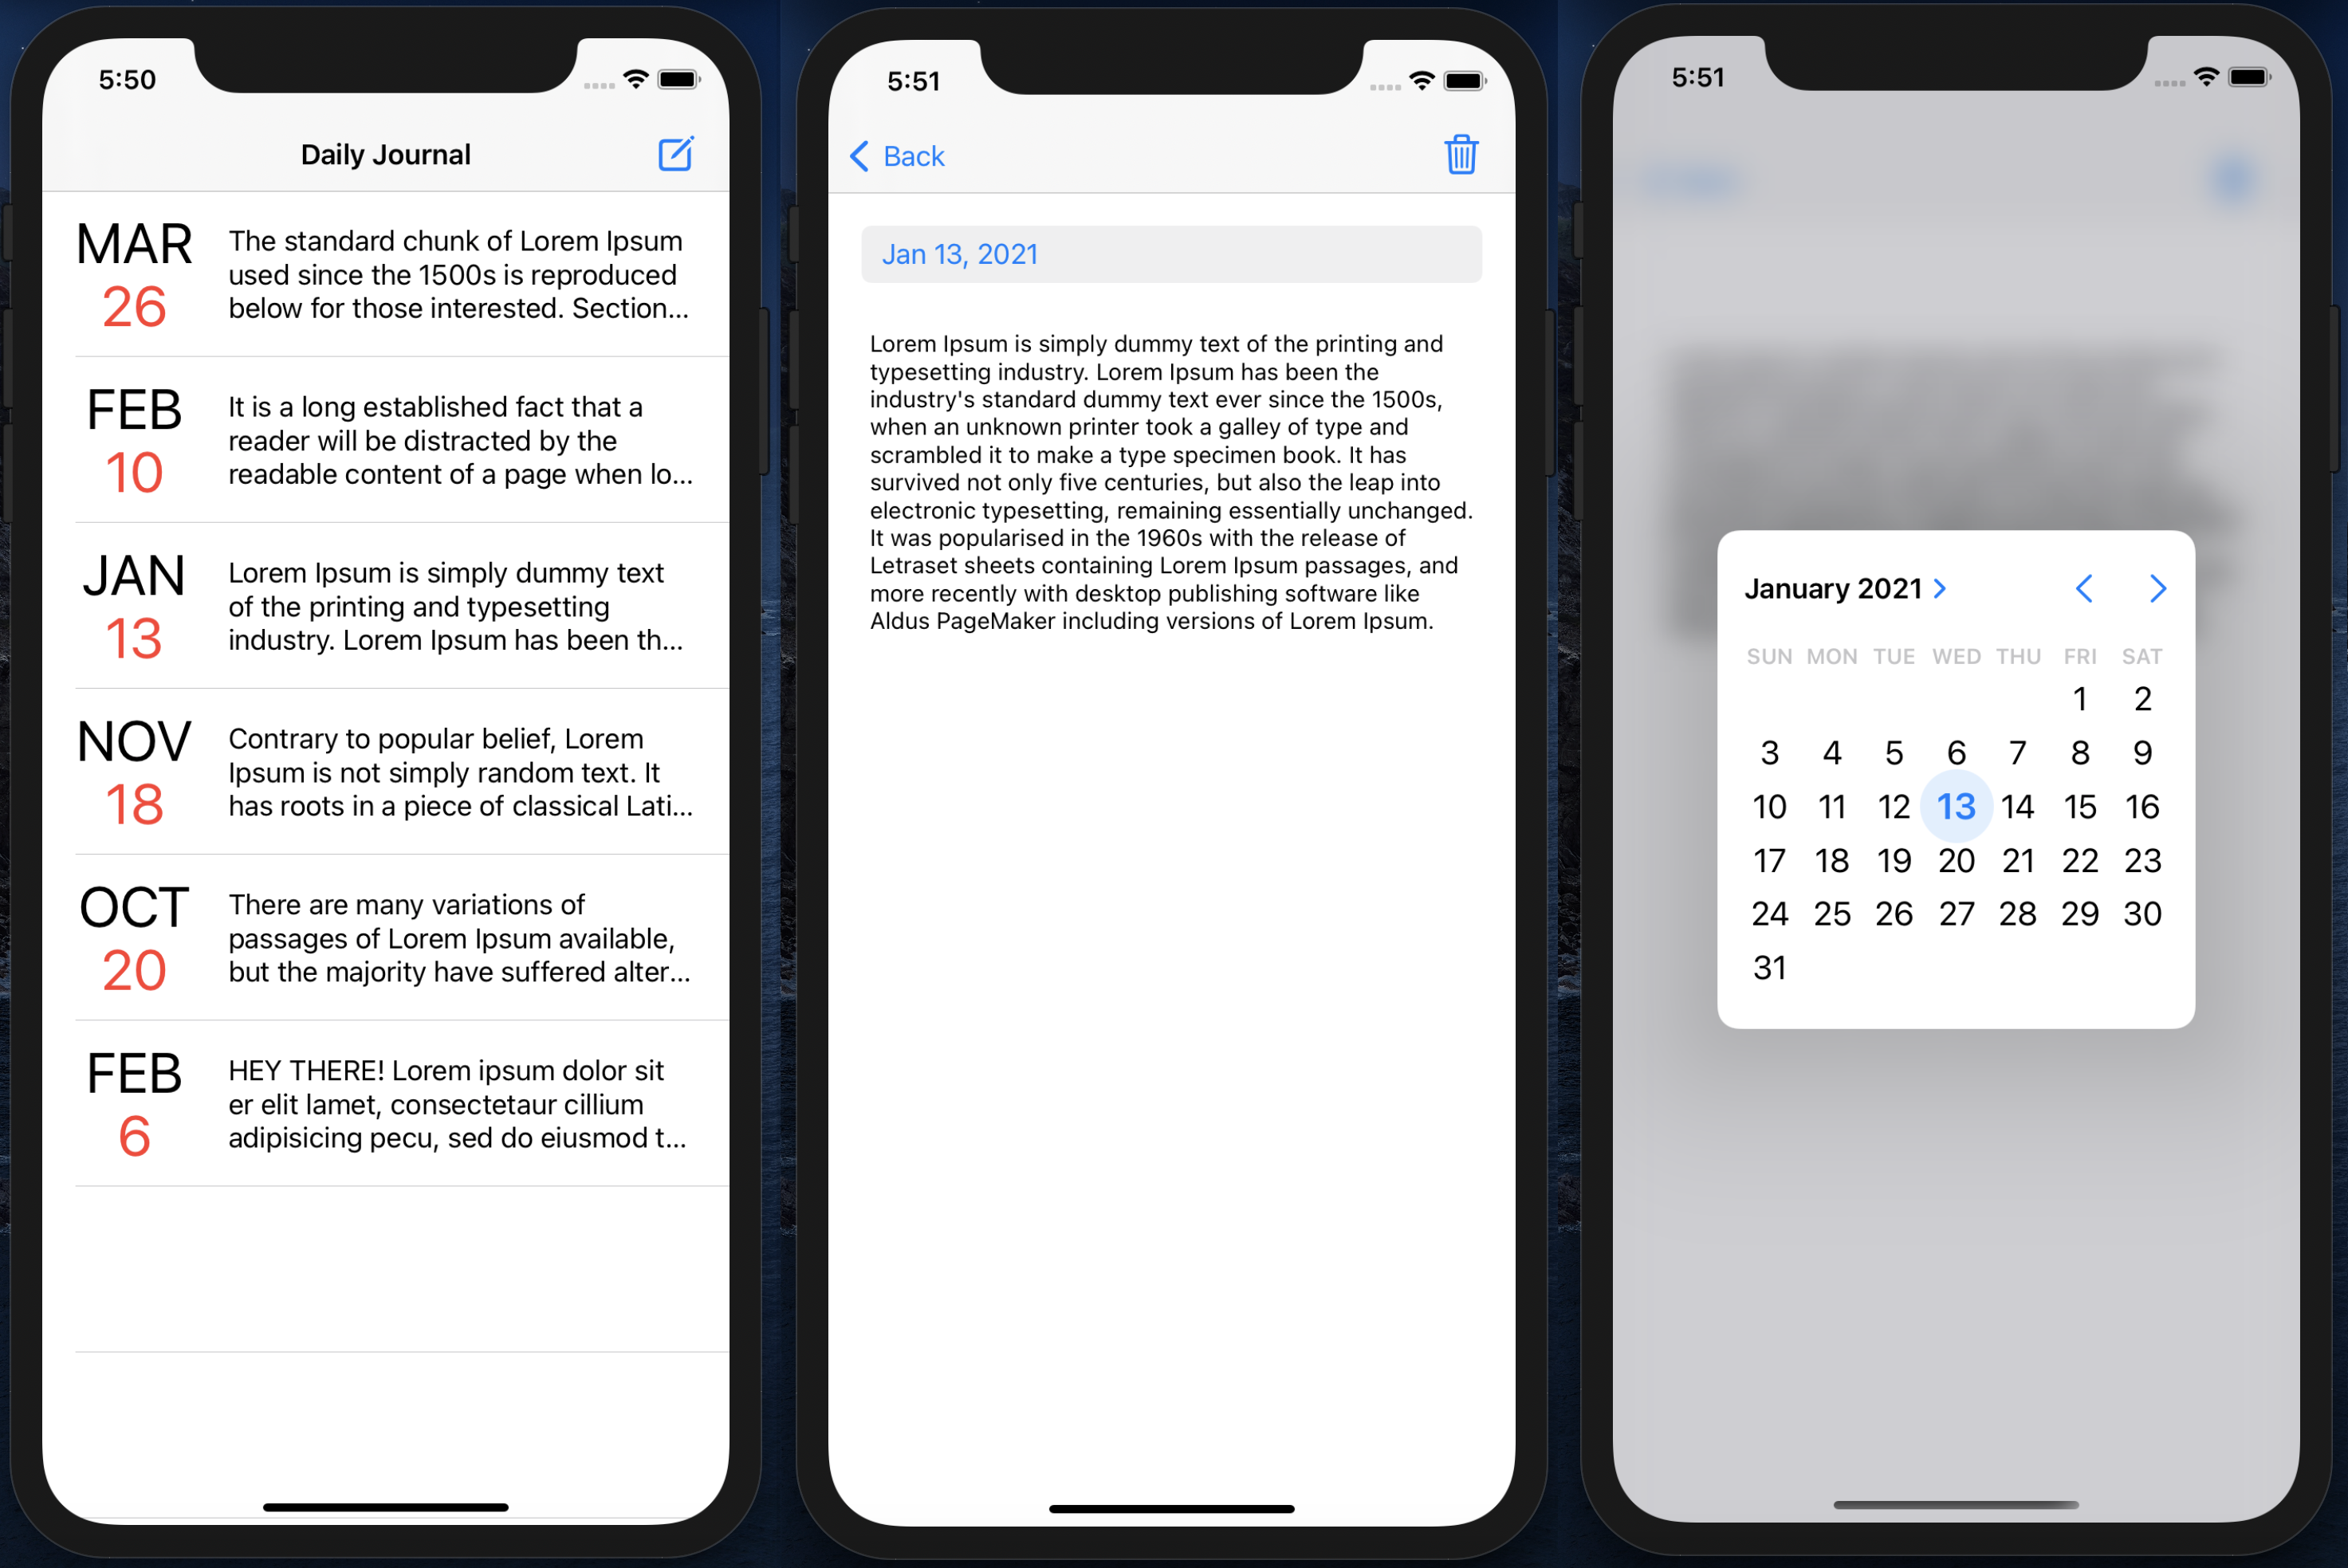 5:50
Daily Journal
MAR
26
The standard chunk of Lorem Ipsum
used since the 1500s is reproduced
below for those interested. Section...
FEB
10
It is a long established fact that a
reader will be distracted by the
readable content of a page when lo...
JAN
13
Lorem Ipsum is simply dummy text
of the printing and typesetting
industry. Lorem Ipsum has been th...
NOV
18
Contrary to popular belief, Lorem
Ipsum is not simply random text. It
has roots in a piece of classical Lati...
OCT
20
There are many variations of
passages of Lorem Ipsum available,
but the majority have suffered alter...
FEB
6
HEY THERE! Lorem ipsum dolor sit
er elit lamet, consectetaur cillium
adipisicing pecu, sed do eiusmod t...
5:51
Back
Jan 13, 2021
Lorem Ipsum is simply dummy text of the printing and
typesetting industry. Lorem Ipsum has been the
industry's standard dummy text ever since the 1500s,
when an unknown printer took a galley of type and
scrambled it to make a type specimen book. It has
survived not only five centuries, but also the leap into
electronic typesetting, remaining essentially unchanged.
It was popularised in the 1960s with the release of
Letraset sheets containing Lorem Ipsum passages, and
more recently with desktop publishing software like
Aldus PageMaker including versions of Lorem Ipsum.
5:51
January 2021
SUN MON TUE WED THU FRI SAT
1 2
3 4 5 6 7 8 9
10 11 12 13 14 15 16
17 18 19 20 21 22 23
24 25 26 27 28 29 30
31